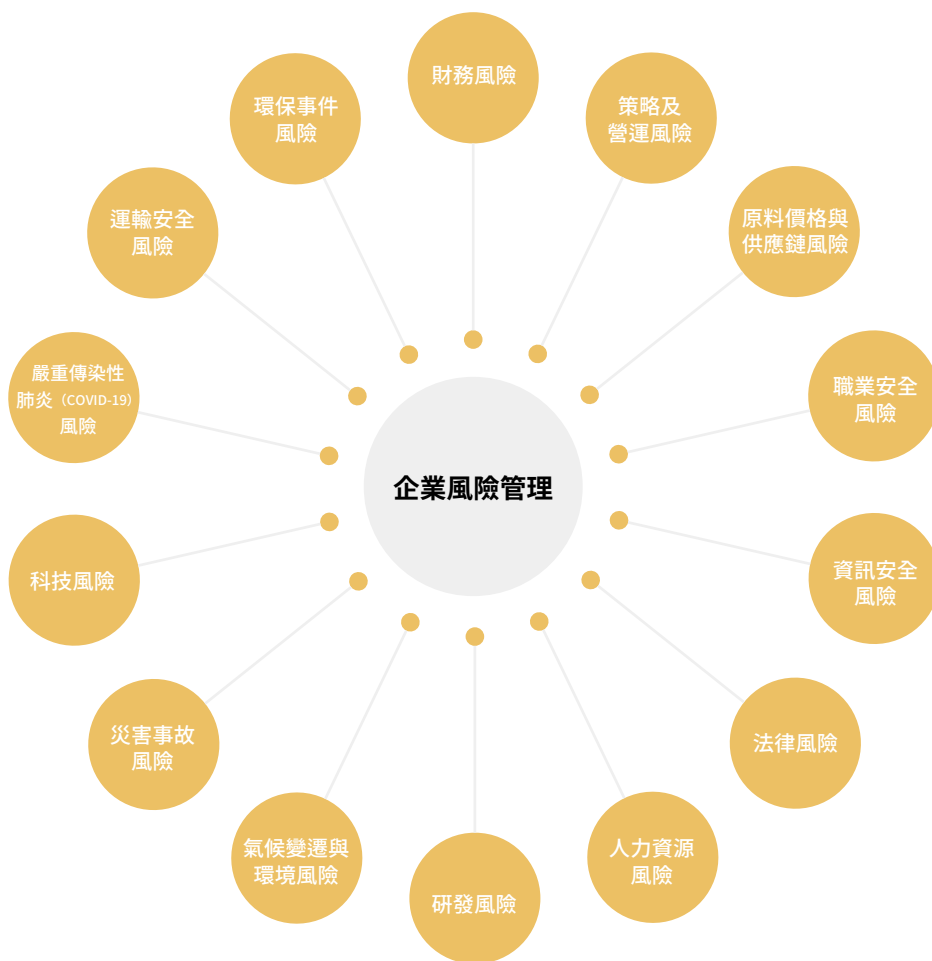 財務風險
策略及
營運風險
原料價格與
供應鏈風險
職業安全
風險
資訊安全
風險
法律風險
人力資源
風險
研發風險
氣候變遷與
環境風險
災害事故
風險
科技風險
嚴重傳染性
肺炎（COVID-19）
風險
運輸安全
風險
環保事件
風險
企業風險管理